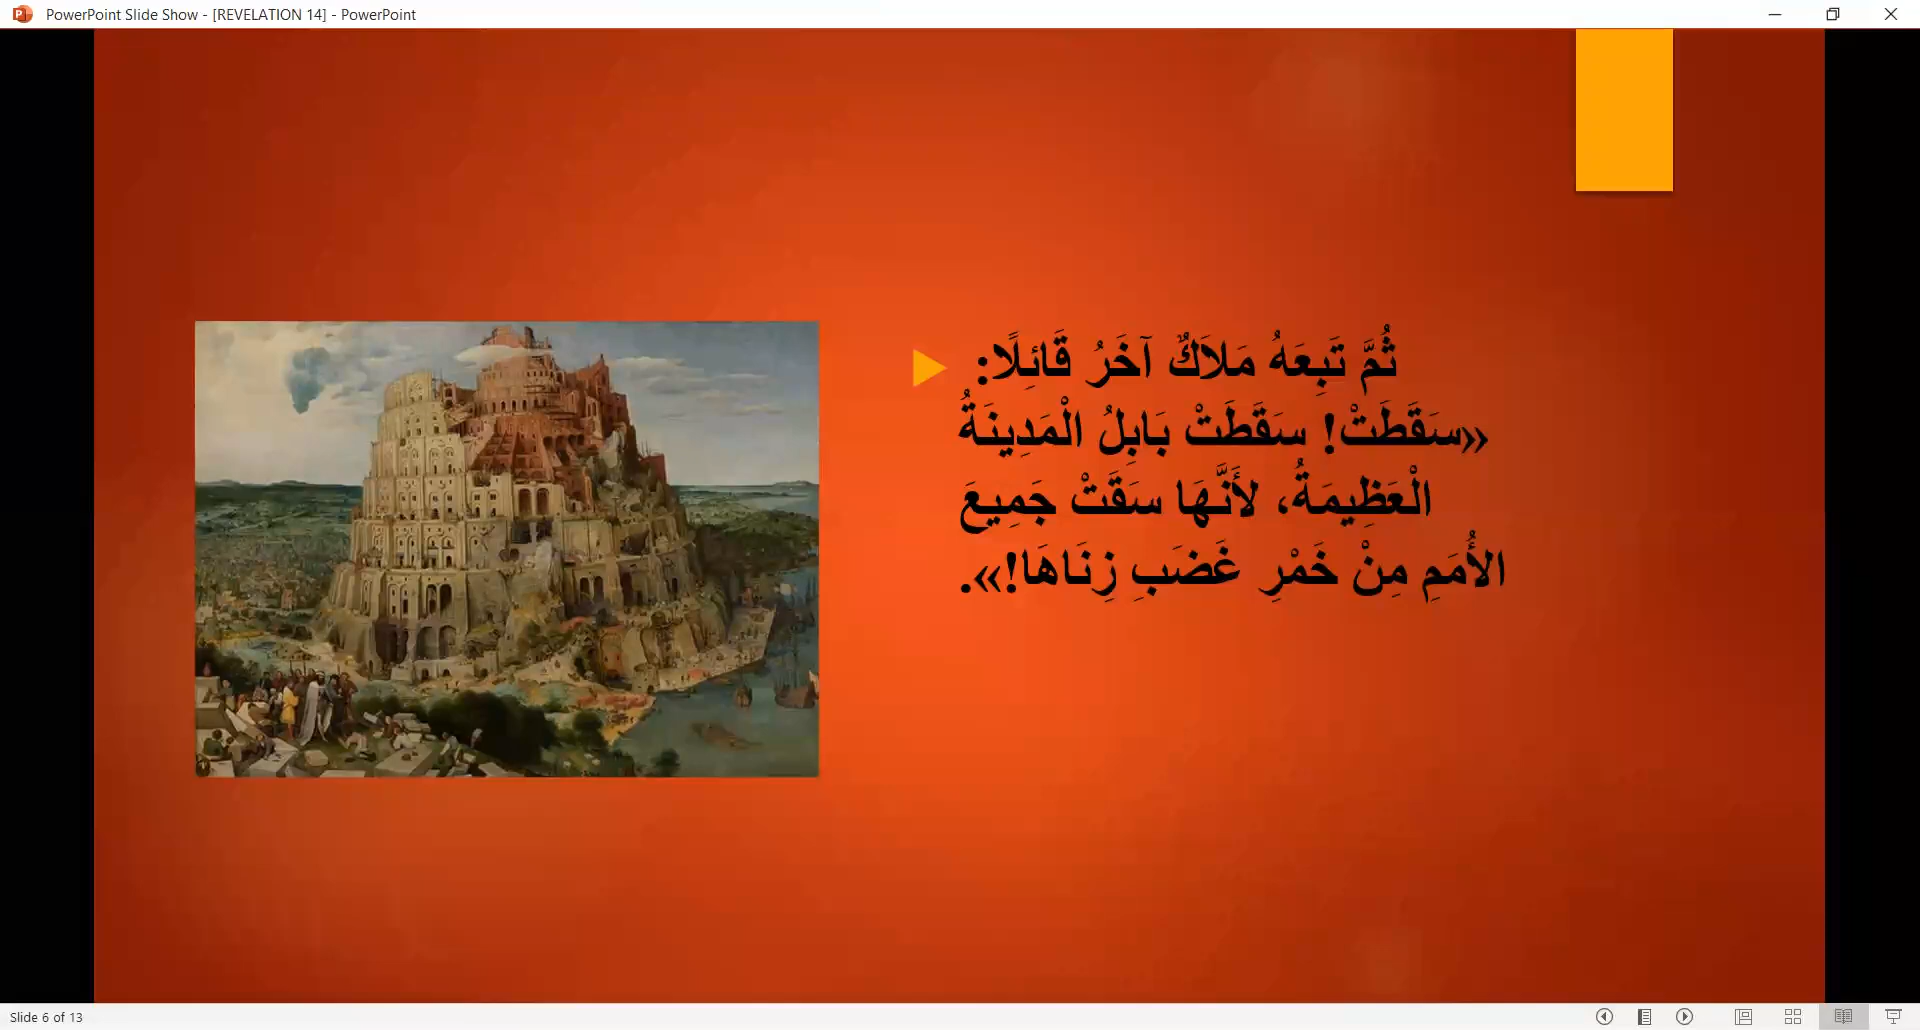 PowerPoint Slide Show - [REVELATION 14] - PowerPoint
ثُمَّ تَبِعَهُ مَلاَكٌ آخَرُ قَائِلًا:
«سَقَطَتْ! سَقَطَتْ بَابِلُ الْمَدِينَةُ
الْعَظِيمَةُ، لأَنَّهَا سَقَتْ جَمِيعَ
الأُمَمِ مِنْ خَمْرِ غَضَبِ زِنَاهَا!».
Slide 6 of 13